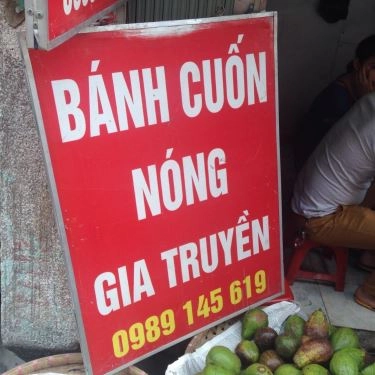 BÁNH CUỐN
NÓNG
GIA TRUYỀN
0989 145 619